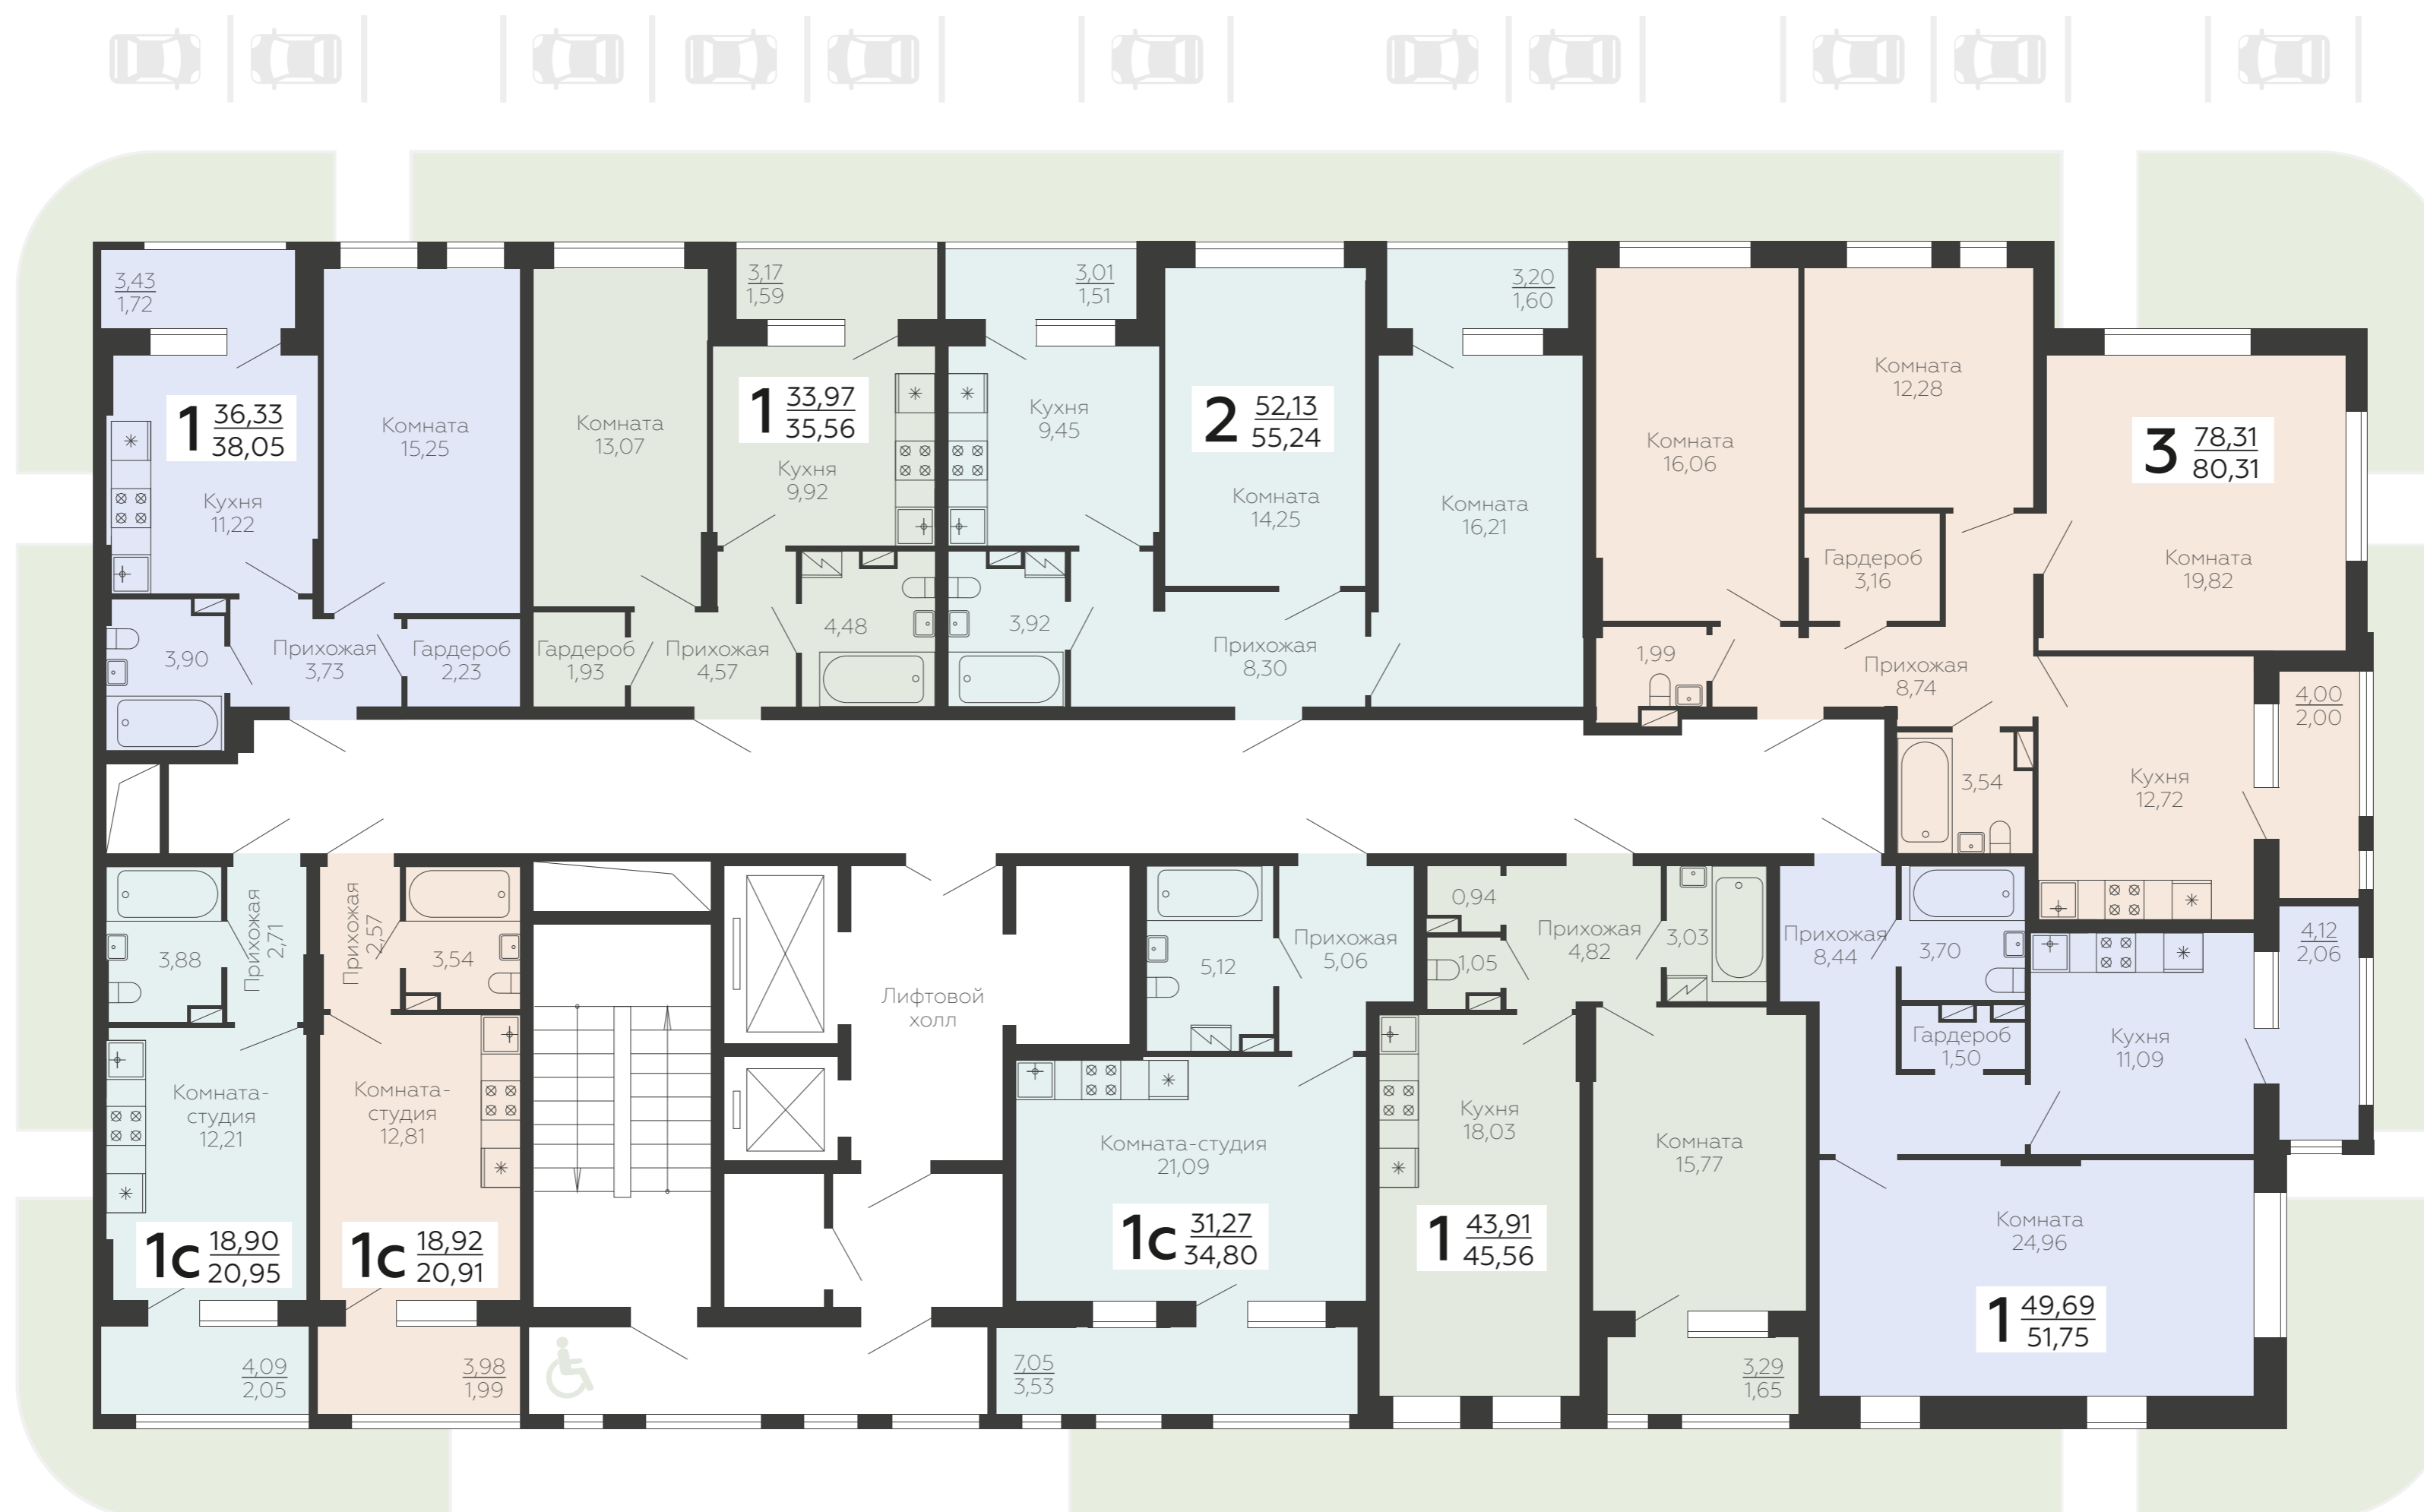 3,43
1,72
1 36,33
38,05
Кухня
11,22
Комната
15,25
3,90
Прихожая
3,73
Гардероб
2,23
Комната
13,07
3,17
1,59
1 33,97
35,56
Кухня
9,92
Гардероб
1,93
Прихожая
4,57
4,48
3,01
1,51
Кухня
9,45
3,92
2 52,13
55,24
Комната
14,25
Прихожая
8,30
3,20
1,60
Комната
16,21
Комната
16,06
Комната
12,28
Гардероб
3,16
3 78,31
80,31
Комната
19,82
1,99
Прихожая
8,74
3,54
Кухня
12,72
4,00
2,00
3,88
Прихожая
2,71
Комната-
студия
12,21
1с 18,90
20,95
4,09
2,05
Прихожая
2,57
3,54
Комната-
студия
12,81
1с 18,92
20,91
3,98
1,99
Лифтовой
холл
5,12
Прихожая
5,06
Комната-студия
21,09
1с 31,27
34,80
7,05
3,53
0,94
1,05
Прихожая
4,82
3,03
Кухня
18,03
1 43,91
45,56
Комната
15,77
3,29
1,65
Прихожая
8,44
3,70
Гардероб
1,50
Кухня
11,09
4,12
2,06
Комната
24,96
1 49,69
51,75